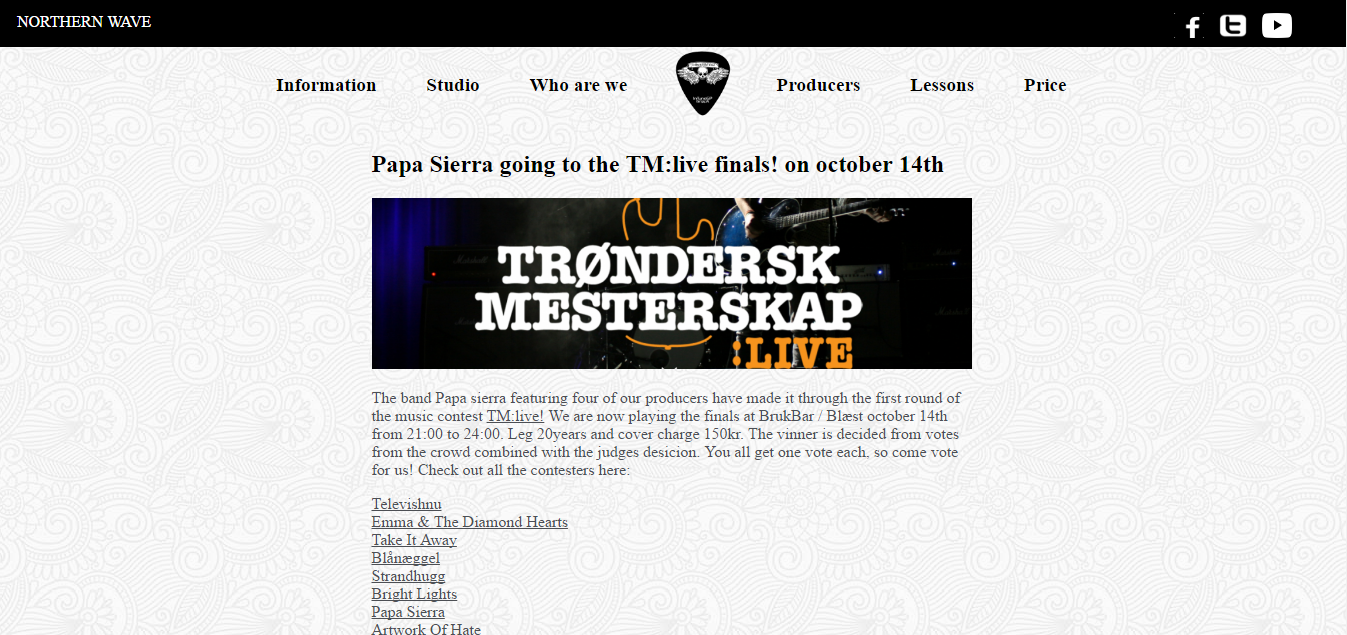 NORTHERN WAVE
Information Studio Who are we Producers Lessons Price
Papa Sierra going to the TM:live finals! on october 14th
TRØNDERSK
MESTERSKAP
:LIVE
The band Papa sierra featuring four of our producers have made it through the first round of
the music contest TM:live! We are now playing the finals at BrukBar / Blæst october 14th
from 21:00 to 24:00. Leg 20years and cover charge 150kr. The vinner is decided from votes
from the crowd combined with the judges desicion. You all get one vote each, so come vote
for us! Check out all the contesters here:
Televishnu
Emma & The Diamond Hearts
Take It Away
Blånæggel
Strandhugg
Bright Lights
Papa Sierra
Artwork Of Hate